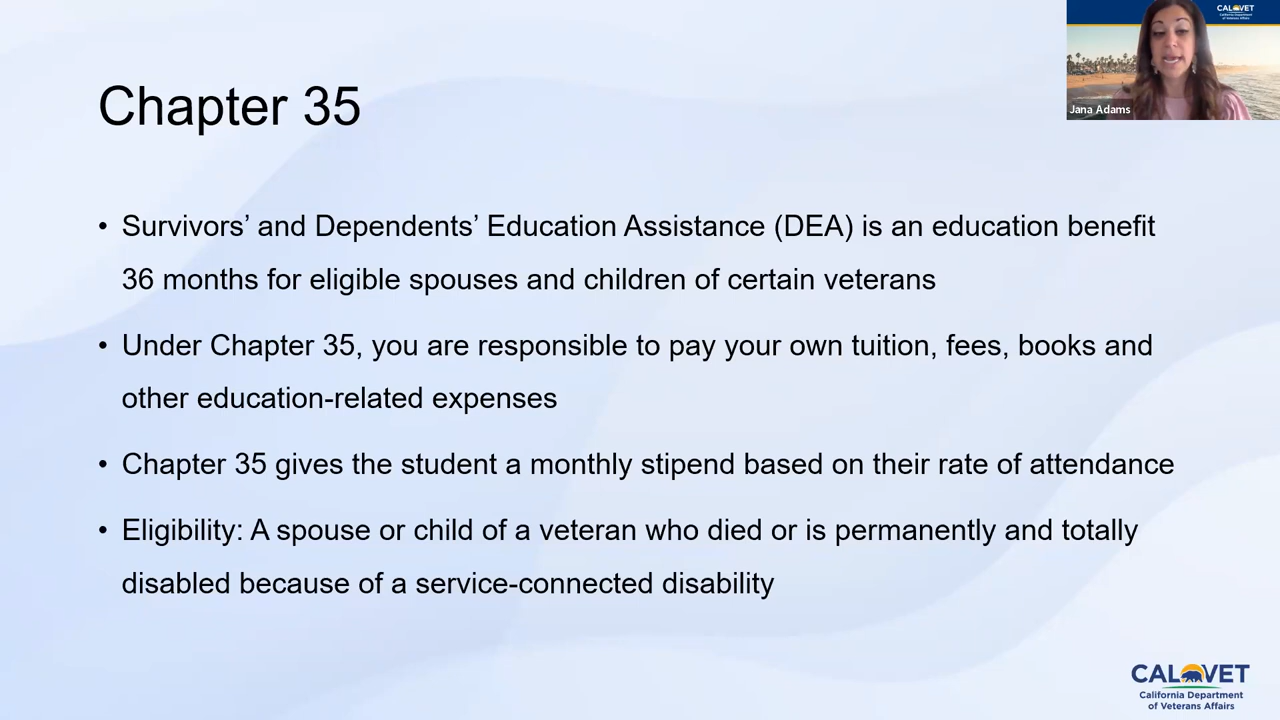 CALVET
California Department
of Veterans Affairs
Jana Adams
Chapter 35
• Survivors’ and Dependents’ Education Assistance (DEA) is an education benefit
36 months for eligible spouses and children of certain veterans
• Under Chapter 35, you are responsible to pay your own tuition, fees, books and
other education-related expenses
• Chapter 35 gives the student a monthly stipend based on their rate of attendance
• Eligibility: A spouse or child of a veteran who died or is permanently and totally
disabled because of a service-connected disability
CALVET
California Department
of Veterans Affairs